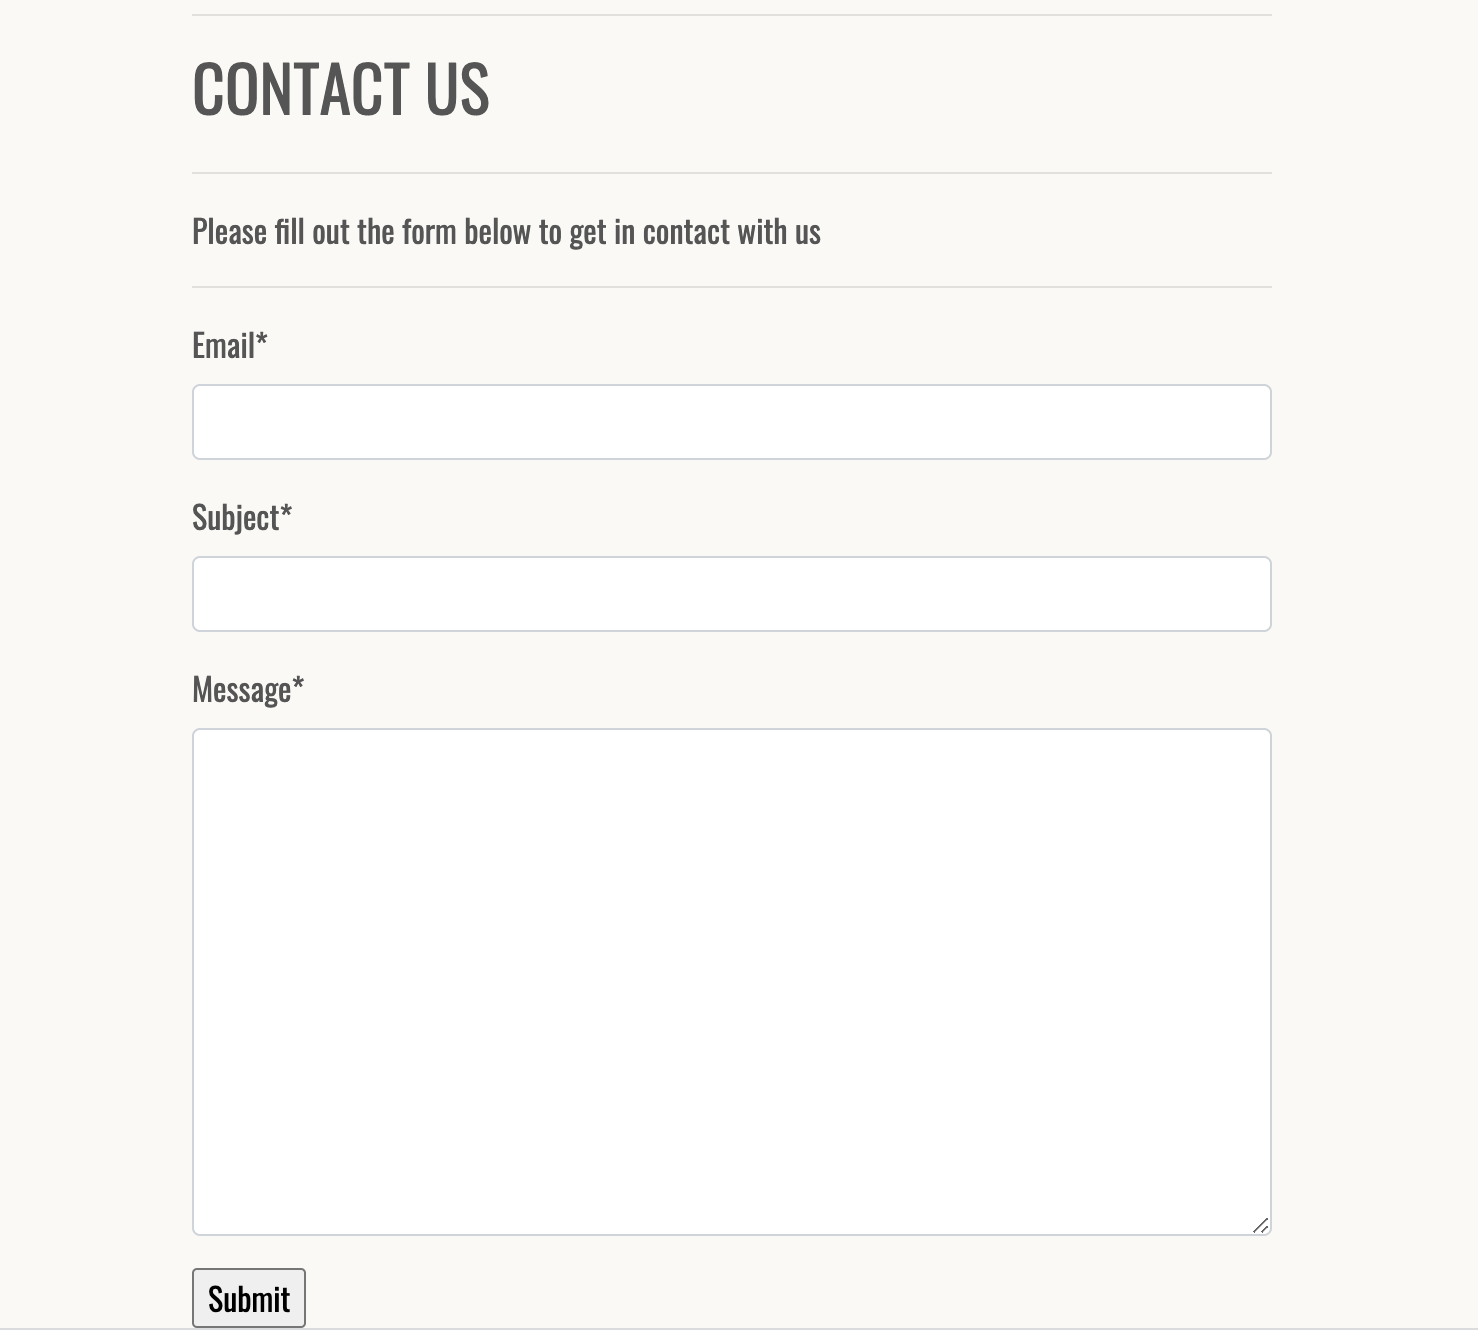 CONTACT US
Please fill out the form below to get in contact with us
Email*
Subject*
Message*
Submit